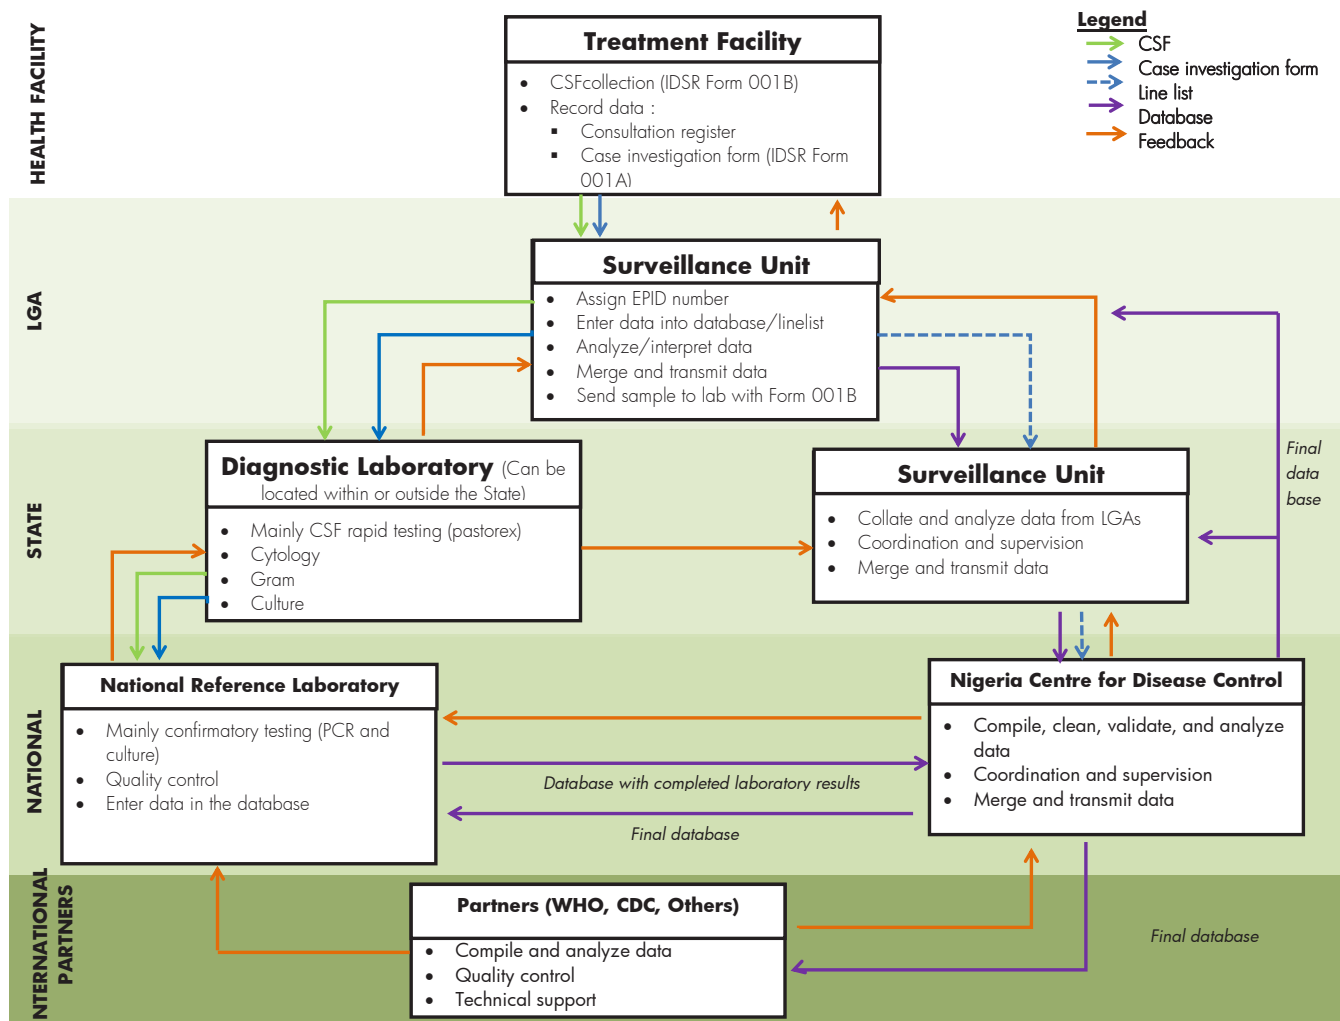 HEALTH FACILITY
Treatment Facility
• CSFcollection (IDSR Form 001B)
• Record data :
▪ Consultation register
▪ Case investigation form (IDSR Form
001A)
Legend
CSF
Case investigation form
Line list
Database
Feedback
LGA
Surveillance Unit
• Assign EPID number
• Enter data into database/linelist
• Analyze/interpret data
• Merge and transmit data
• Send sample to lab with Form 001B
STATE
Diagnostic Laboratory (Can be
located within or outside the State)
• Mainly CSF rapid testing (pastorex)
• Cytology
• Gram
• Culture
Surveillance Unit
• Collate and analyze data from LGAs
• Coordination and supervision
• Merge and transmit data
Final
data
base
NATIONAL
National Reference Laboratory
• Mainly confirmatory testing (PCR and
culture)
• Quality control
• Enter data in the database
Database with completed laboratory results
Final database
Nigeria Centre for Disease Control
• Compile, clean, validate, and analyze
data
• Coordination and supervision
• Merge and transmit data
NTERNATIONAL
PARTNERS
Partners (WHO, CDC, Others)
• Compile and analyze data
• Quality control
• Technical support
Final database